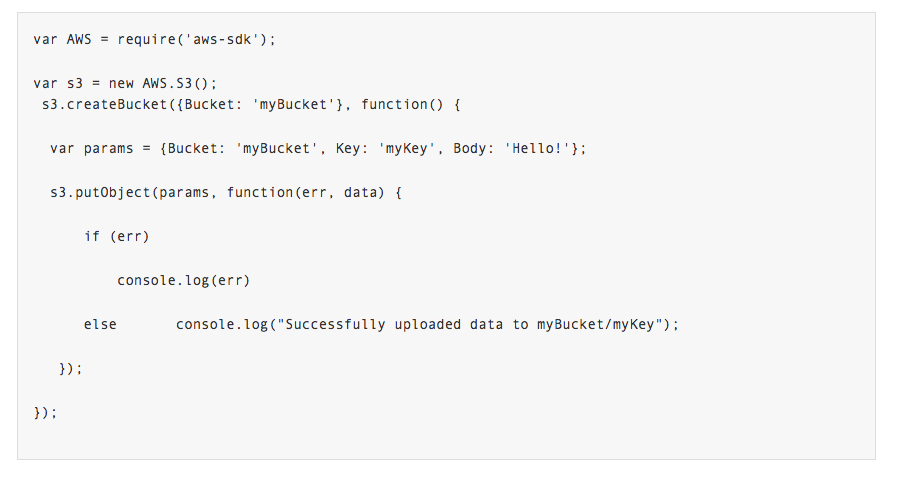 var AWS = require('aws-sdk');
var s3 = new AWS.S3();
s3.createBucket({Bucket: 'myBucket'}, function() {
var params = {Bucket: 'myBucket', Key: 'myKey', Body: 'Hello!'};
s3.putObject(params, function(err, data) {
if (err)
console.log(err)
else       console.log("Successfully uploaded data to myBucket/myKey");
});
});